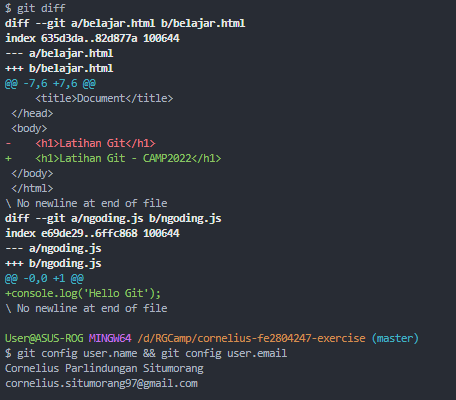 $ git diff
diff --git a/belajar.html b/belajar.html
index 635d3da..82d877a 100644
--- a/belajar.html
+++ b/belajar.html
@@ -7,6 +7,6 @@
    <title>Document</title>
</head>
<body>
-    <h1>Latihan Git</h1>
+    <h1>Latihan Git - CAMP2022</h1>
</body>
</html>
\ No newline at end of file
diff --git a/ngoding.js b/ngoding.js
index e69de29..6ffc868 100644
--- a/ngoding.js
+++ b/ngoding.js
@@ -0,0 +1 @@
+console.log('Hello Git');
\ No newline at end of file
User@ASUS-ROG MINGW64 /d/RGCamp/cornelius-fe2804247-exercise (master)
$ git config user.name && git config user.email
Cornelius Parlindungan Situmorang
cornelius.situmorang97@gmail.com